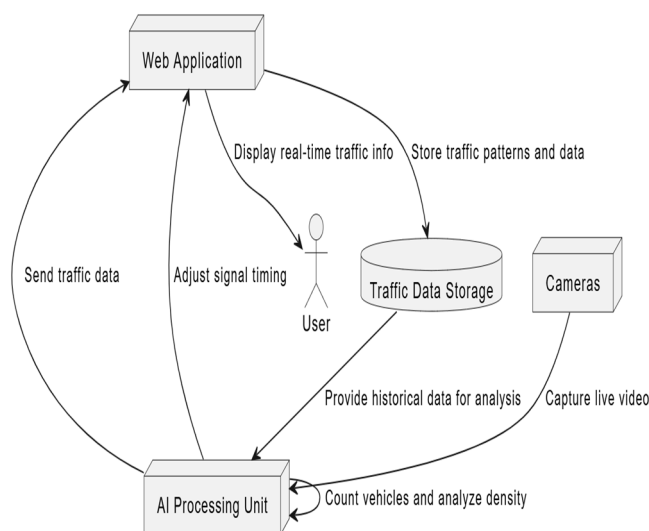 Web Application
Display real-time traffic info
Store traffic patterns and data
Send traffic data
Adjust signal timing
User
Traffic Data Storage
Cameras
Provide historical data for analysis
Capture live video
AI Processing Unit
Count vehicles and analyze density